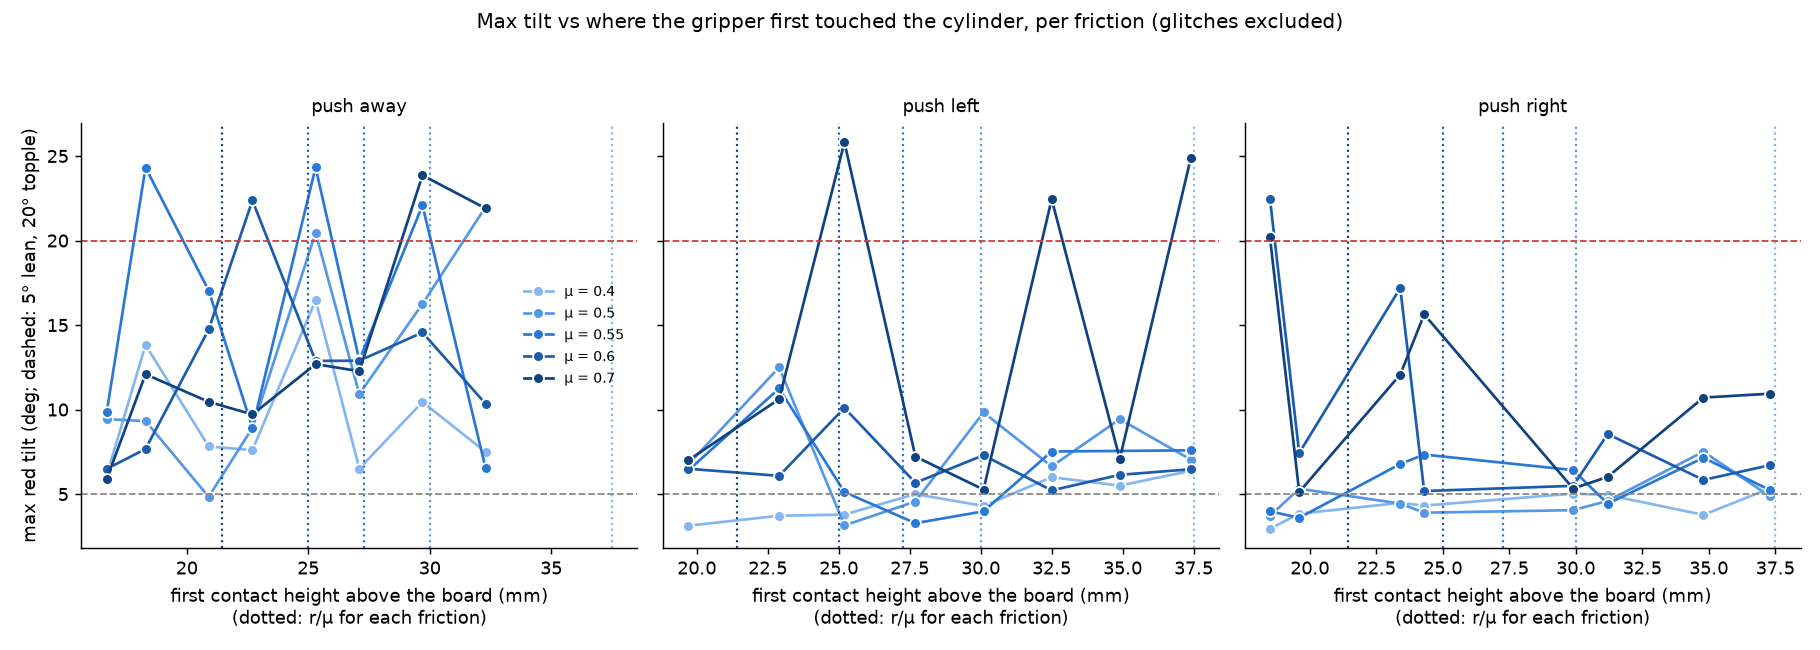 Max tilt vs where the gripper first touched the cylinder, per friction (glitches excluded)
push away
push left
push right
max red tilt (deg; dashed: 5° lean, 20° topple)
25
20
15
10
5
μ = 0.4
μ = 0.5
μ = 0.55
μ = 0.6
μ = 0.7
20 25 30 35
20.0 22.5 25.0 27.5 30.0 32.5 35.0 37.5
20.0 22.5 25.0 27.5 30.0 32.5 35.0 37.5
first contact height above the board (mm)
(dotted: r/μ for each friction)
first contact height above the board (mm)
(dotted: r/μ for each friction)
first contact height above the board (mm)
(dotted: r/μ for each friction)